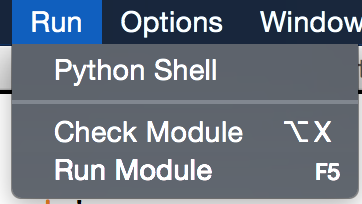 Run Options Window
Python Shell
Check Module ⌥X
Run Module F5